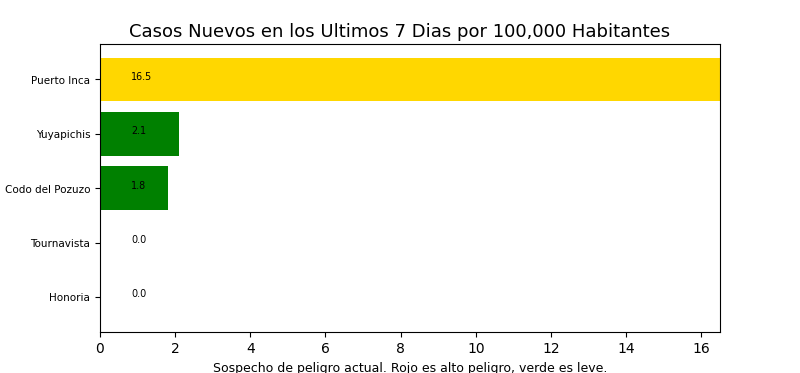 Casos Nuevos en los Ultimos 7 Dias por 100,000 Habitantes
Puerto Inca 16.5
Yuyapichis 2.1
Codo del Pozuzo 1.8
Tournavista 0.0
Honoria 0.0
0 2 4 6 8 10 12 14 16
Sospecho de peligro actual. Rojo es alto peligro, verde es leve.